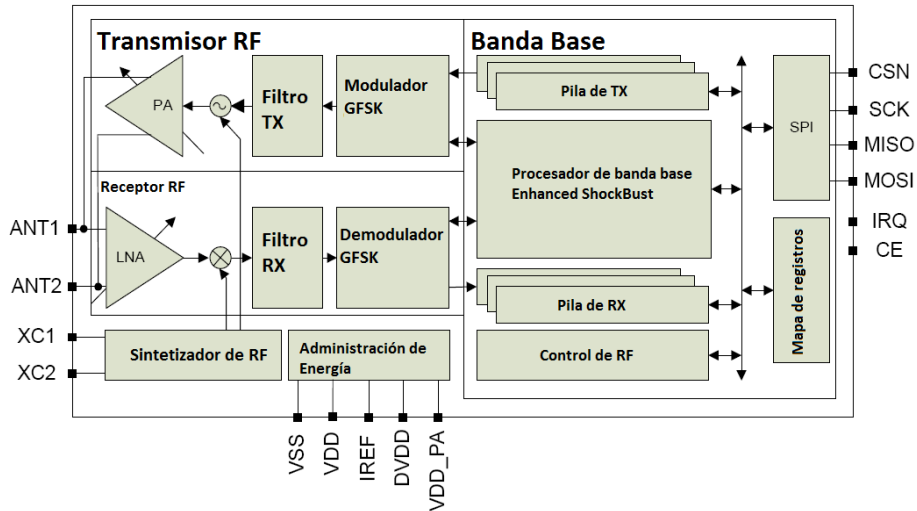 Transmisor RF
Banda Base
PA
Filtro
TX
Modulador
GFSK
Pila de TX
SPI
CSN
SCK
MISO
MOSI
Procesador de banda base
Enhanced ShockBust
Receptor RF
ANT1
ANT2
LNA
Filtro
RX
Demodulador
GFSK
IRQ
CE
Mapa de registros
Pila de RX
XC1
XC2
Sintetizador de RF
Administración de
Energía
Control de RF
VSS
VDD
IREF
DVDD
VDD_PA